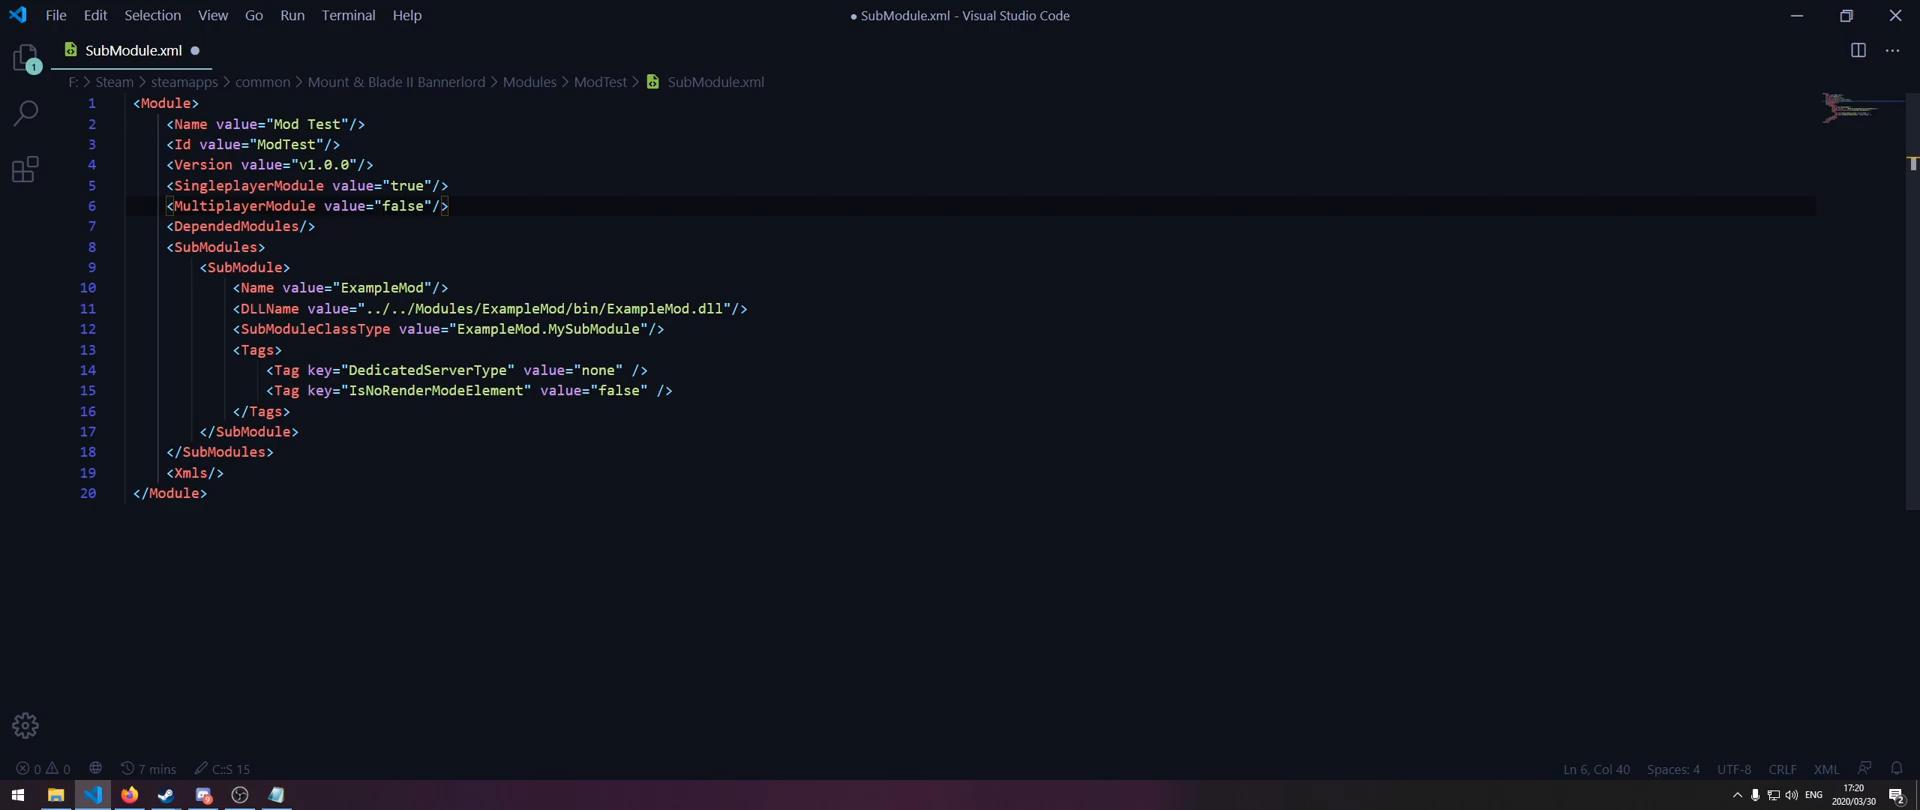 File Edit Selection View Go Run Terminal Help ● SubModule.xml - Visual Studio Code
SubModule.xml ●
1
F: > Steam > steamapps > common > Mount & Blade II Bannerlord > Modules > ModTest > SubModule.xml
1 <Module>
2 <Name value="Mod Test"/>
3 <Id value="ModTest"/>
4 <Version value="v1.0.0"/>
5 <SingleplayerModule value="true"/>
6 <MultiplayerModule value="false"/>
7 <DependedModules/>
8 <SubModules>
9 <SubModule>
10 <Name value="ExampleMod"/>
11 <DLLName value="../../Modules/ExampleMod/bin/ExampleMod.dll"/>
12 <SubModuleClassType value="ExampleMod.MySubModule"/>
13 <Tags>
14 <Tag key="DedicatedServerType" value="none" />
15 <Tag key="IsNoRenderModeElement" value="false" />
16 </Tags>
17 </SubModule>
18 </SubModules>
19 <Xmls/>
20 </Module>
0 0 7 mins C::S 15 Ln 6, Col 40 Spaces: 4 UTF-8 CRLF XML
ENG 17:20
2020/03/30 2